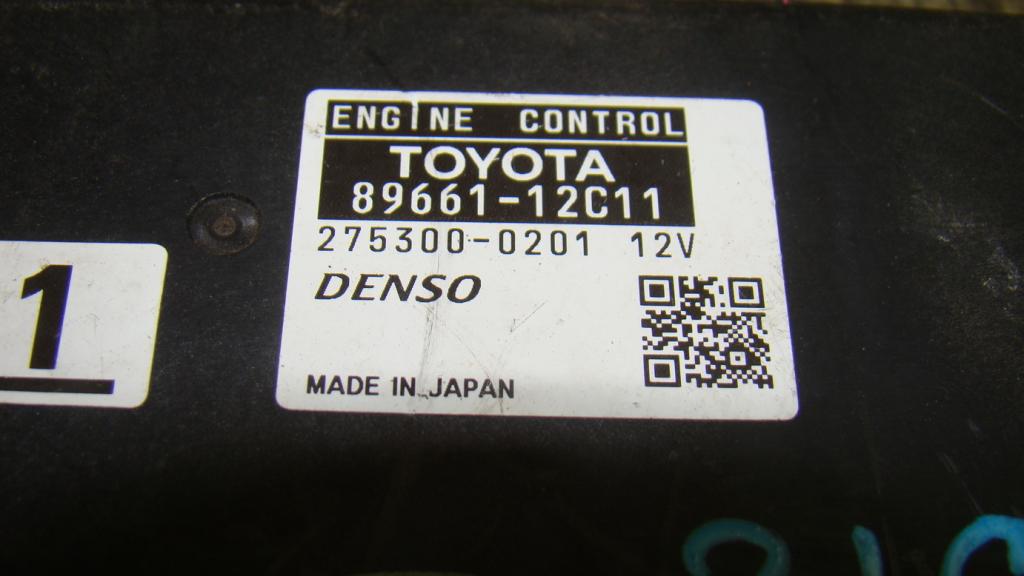 ENGINE CONTROL
TOYOTA
89661-12C11
275300-0201 12V
DENSO
MADE IN JAPAN
1